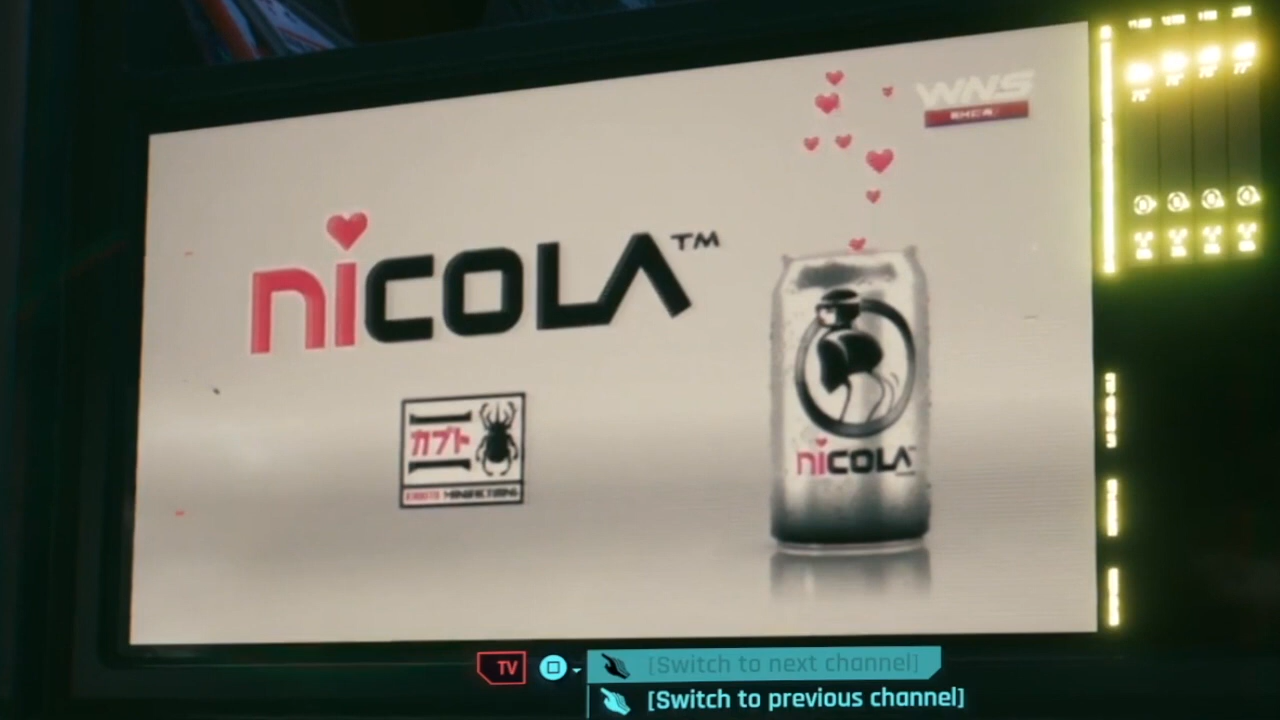 WNS
niCOLA™
カブト
niCOLA
TV
[Switch to next channel]
[Switch to previous channel]